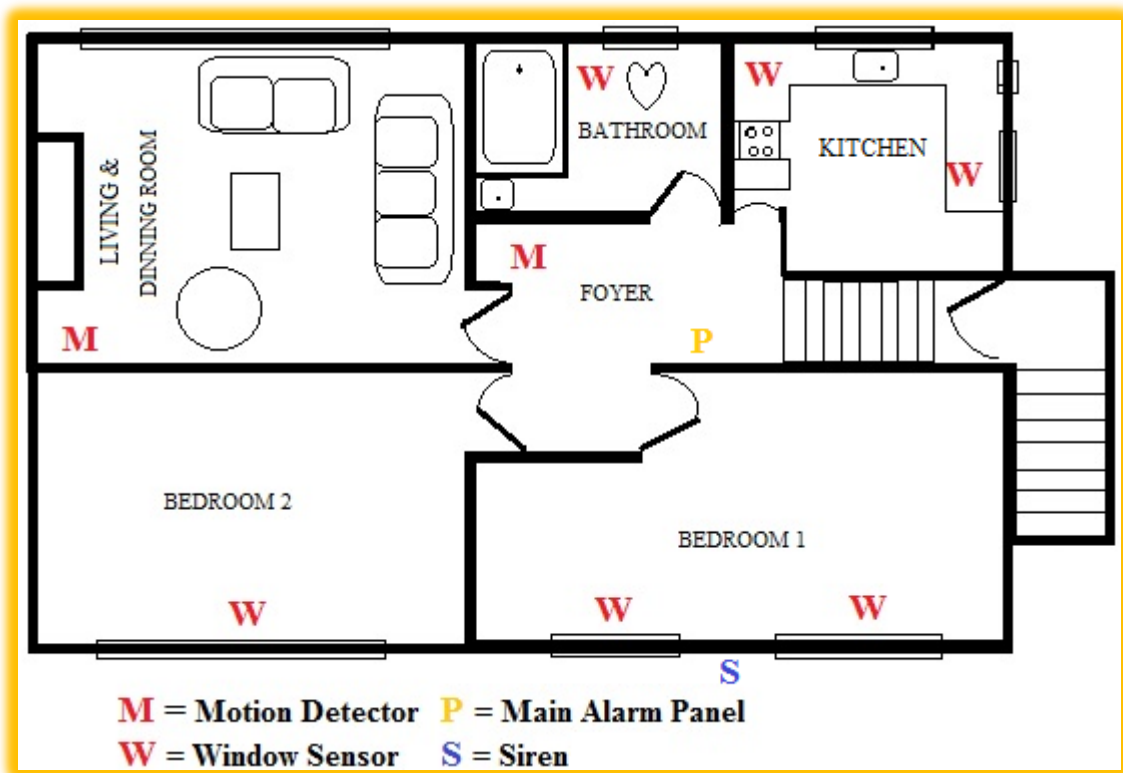 W
W
BATHROOM
KITCHEN
LIVING &
DINNING ROOM
W
M
FOYER
M
P
BEDROOM 2
BEDROOM 1
W
W
W
S
M = Motion Detector P = Main Alarm Panel
W = Window Sensor S = Siren